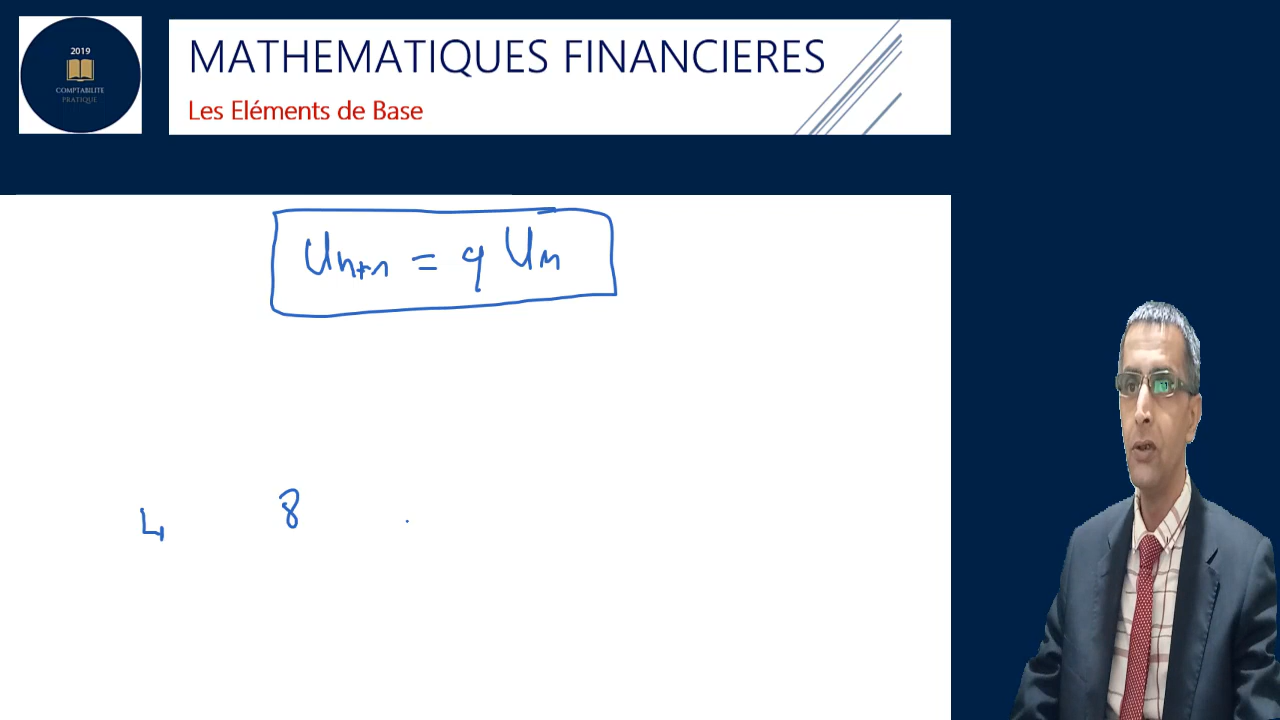 2019
COMPTABILITE
PRATIQUE
MATHEMATIQUES FINANCIERES
Les Eléments de Base
Un+1 = q Un
4 8